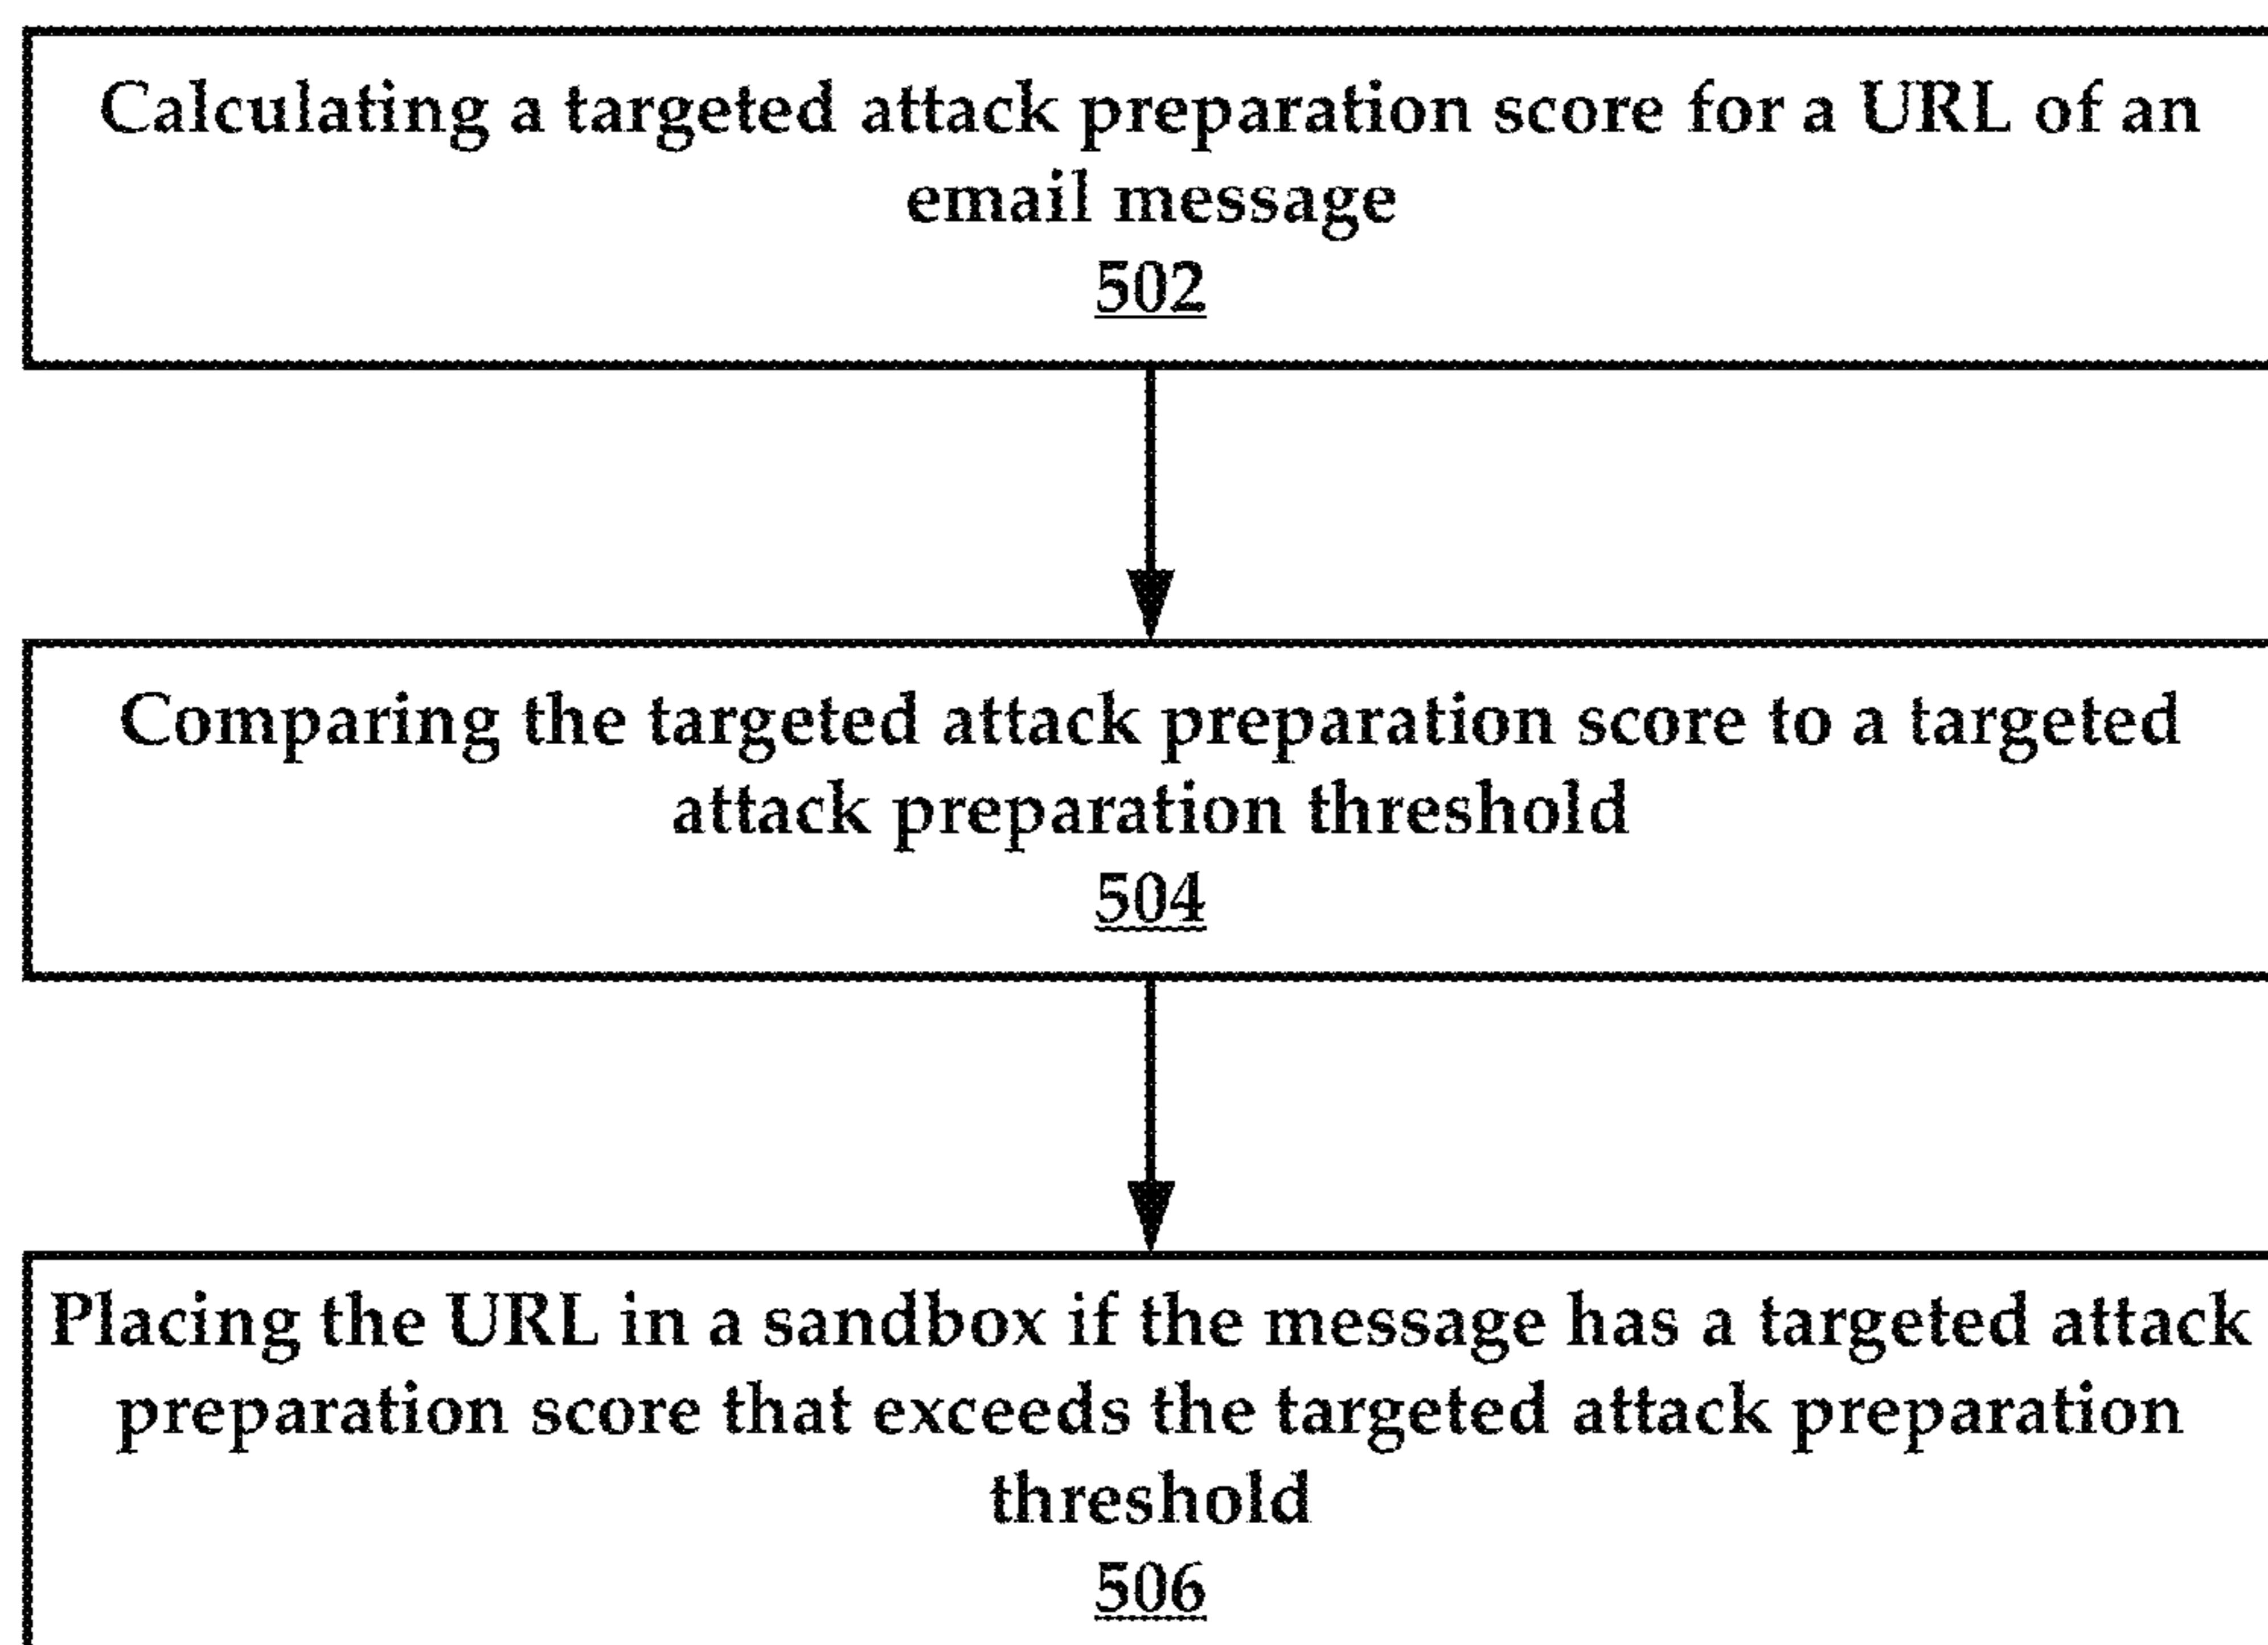 Calculating a targeted attack preparation score for a URL of an
email message
502
Comparing the targeted attack preparation score to a targeted
attack preparation threshold
504
Placing the URL in a sandbox if the message has a targeted attack
preparation score that exceeds the targeted attack preparation
threshold
506